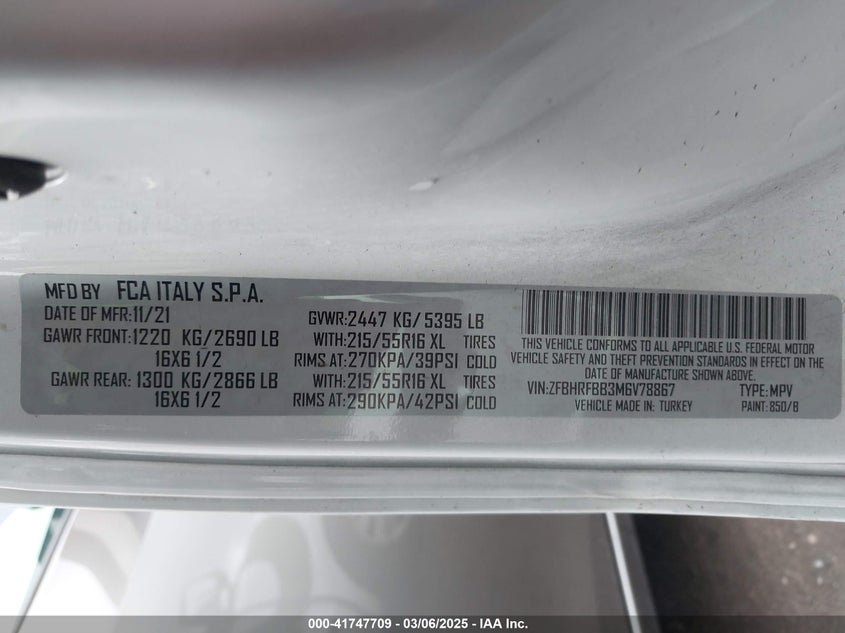 MFD BY FCA ITALY S.P.A.
DATE OF MFR:11/21
GAWR FRONT:1220 KG/2690 LB
16X6 1/2
GAWR REAR: 1300 KG/2866 LB
16X6 1/2
GVWR:2447 KG/5395 LB
WITH:215/55R16 XL TIRES
RIMS AT:270KPA/39PSI COLD
WITH:215/55R16 XL TIRES
RIMS AT:290KPA/42PSI COLD
THIS VEHICLE CONFORMS TO ALL APPLICABLE U.S. FEDERAL MOTOR
VEHICLE SAFETY AND THEFT PREVENTION STANDARDS IN EFFECT ON THE
DATE OF MANUFACTURE SHOWN ABOVE.
VIN:ZFBHRFBB3M6V78867 TYPE: MPV
VEHICLE MADE IN: TURKEY PAINT: 850/B
000-41747709 - 03/06/2025 - IAA Inc.